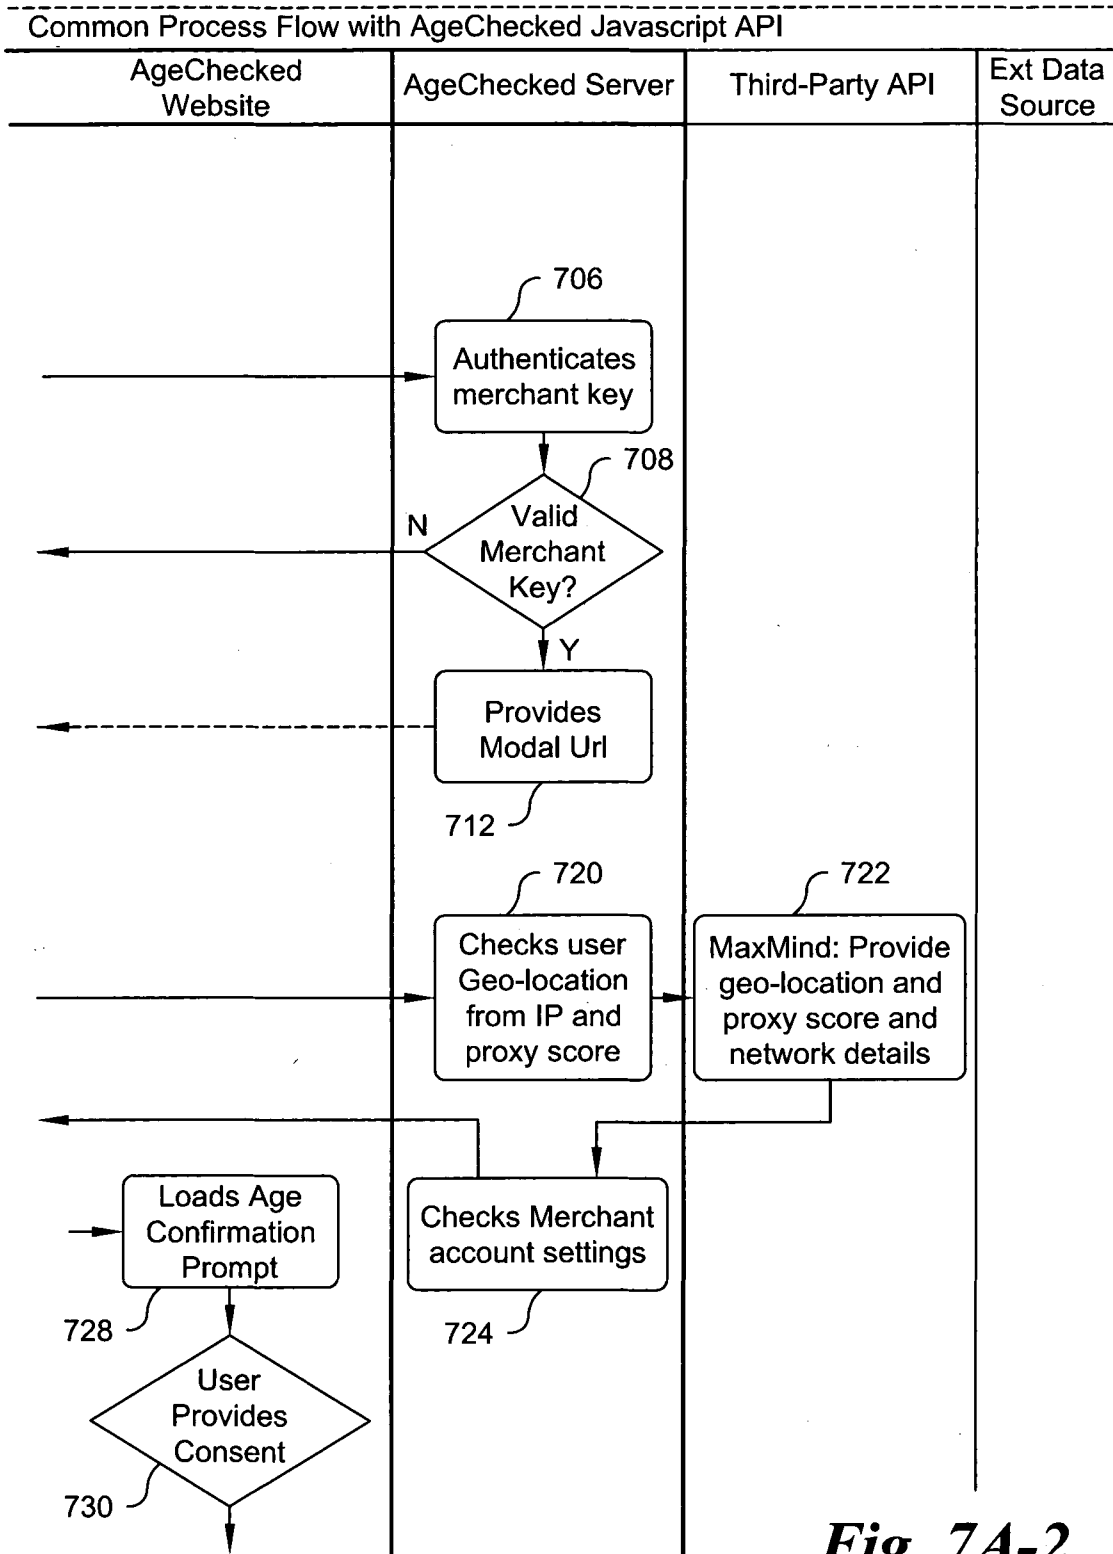 Common Process Flow with AgeChecked Javascript API
AgeChecked
Website
AgeChecked Server
Third-Party API
Ext Data
Source
706
Authenticates
merchant key
708
N
Valid
Merchant
Key?
Y
Provides
Modal Url
712
720
722
Checks user
Geo-location
from IP and
proxy score
MaxMind: Provide
geo-location and
proxy score and
network details
Loads Age
Confirmation
Prompt
Checks Merchant
account settings
728
724
User
Provides
Consent
730
Fig. 7A-2